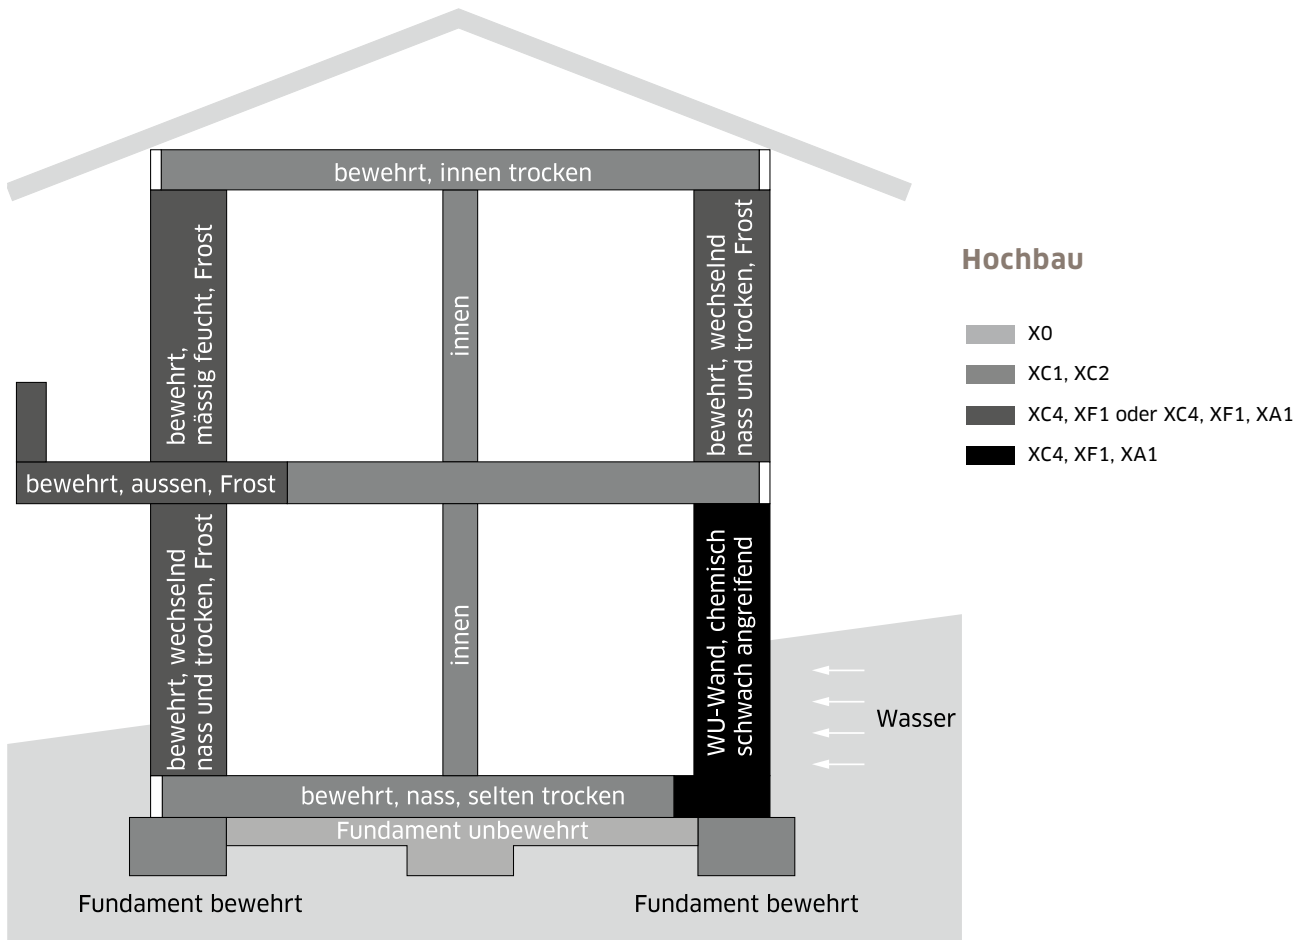 bewehrt, innen trocken
bewehrt,
mässig feucht, Frost
innen
bewehrt, wechselnd
nass und trocken, Frost
Hochbau
X0
XC1, XC2
XC4, XF1 oder XC4, XF1, XA1
XC4, XF1, XA1
bewehrt, aussen, Frost
bewehrt, wechselnd
nass und trocken, Frost
innen
WU-Wand, chemisch
schwach angreifend
Wasser
bewehrt, nass, selten trocken
Fundament unbewehrt
Fundament bewehrt
Fundament bewehrt